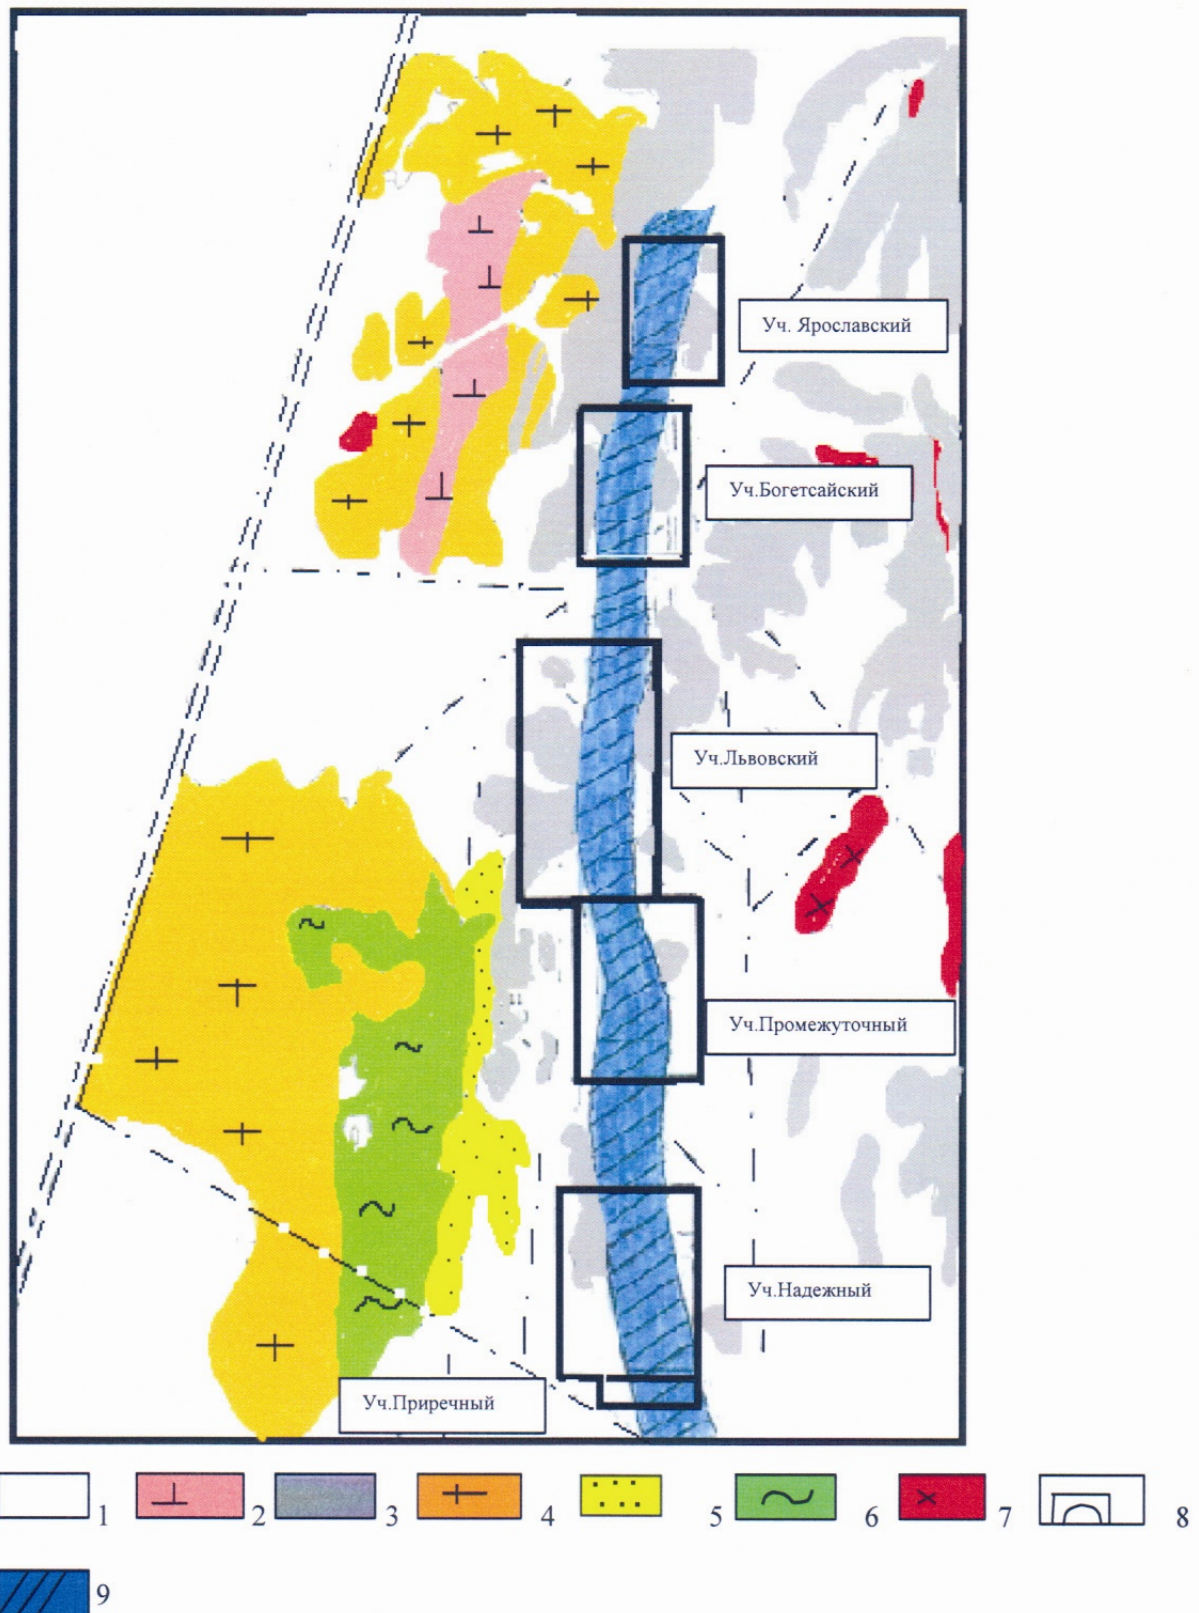 Уч. Ярославский
Уч.Богетсайский
Уч.Львовский
Уч.Промежуточный
Уч.Надежный
Уч.Приречный
1 2 3 4 5 6 7 8
9